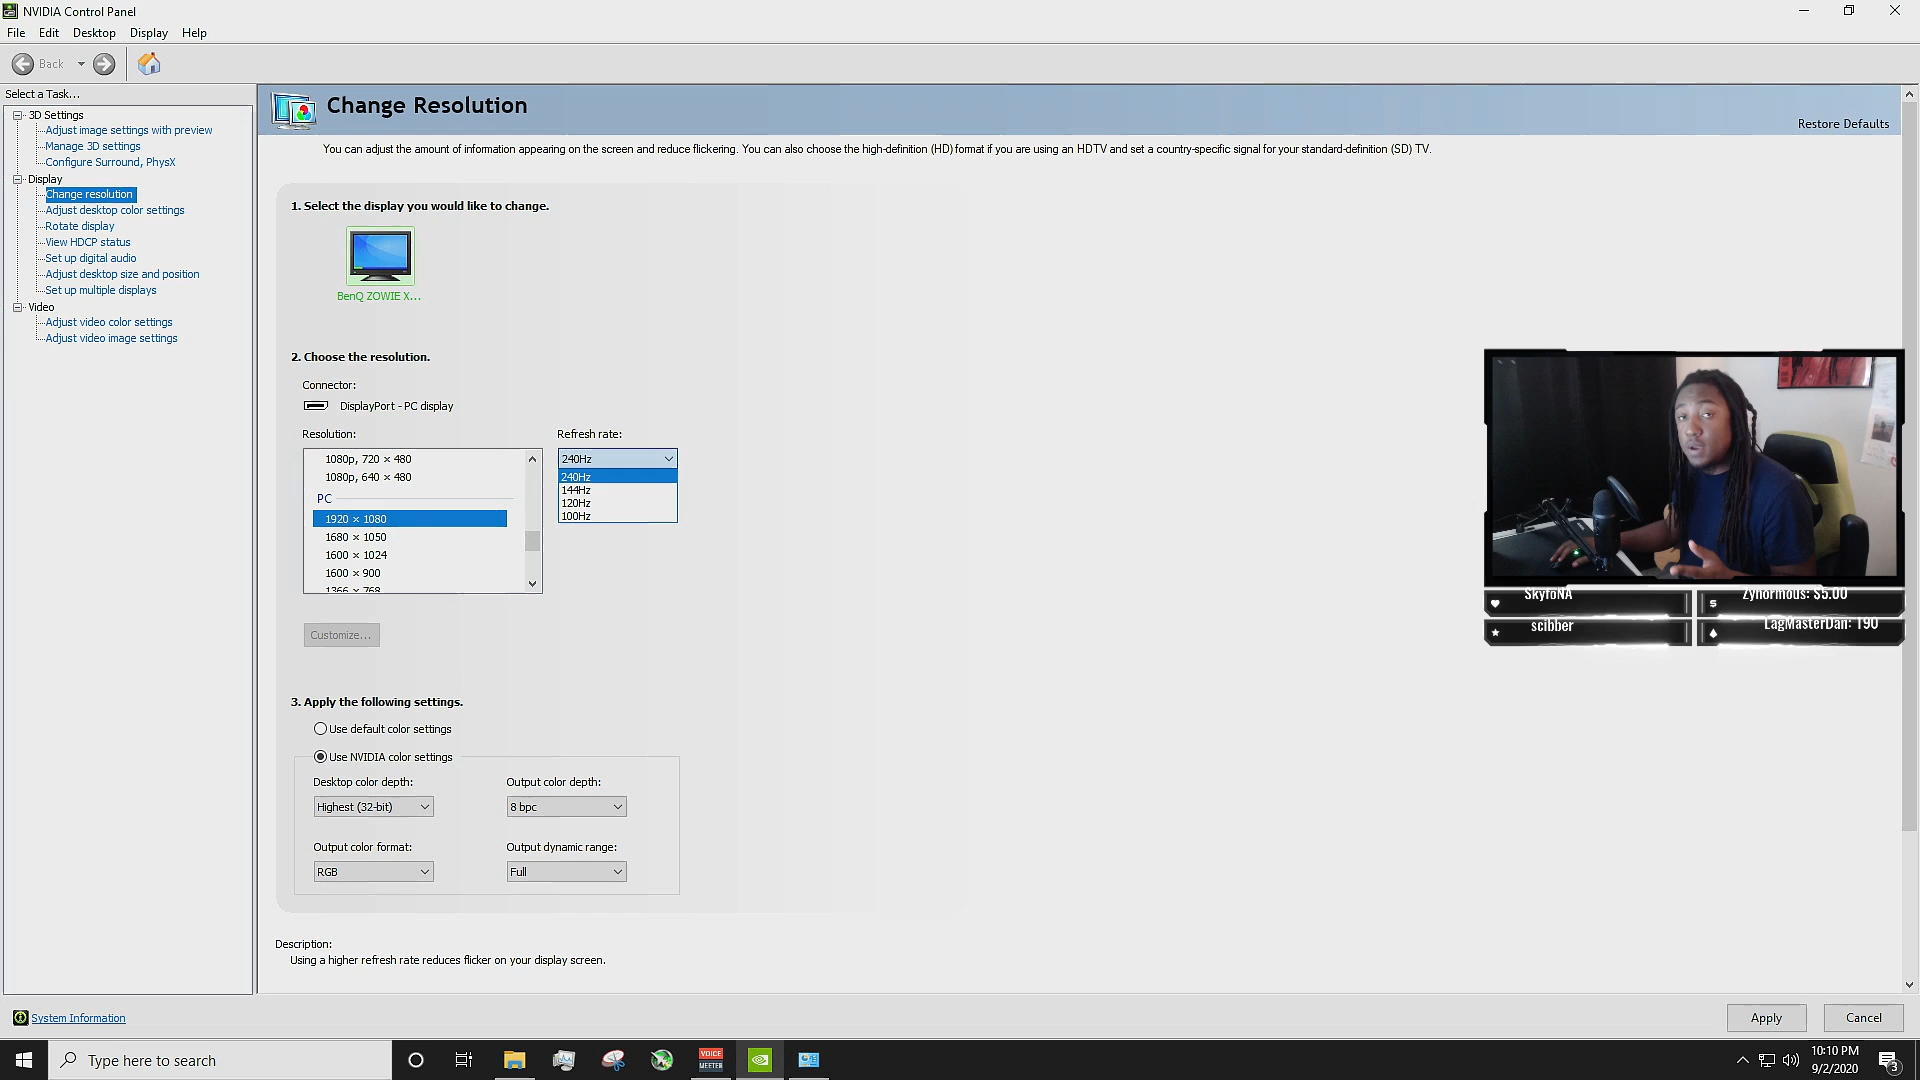 NVIDIA Control Panel
File Edit Desktop Display Help
Back
Select a Task...
3D Settings
Adjust image settings with preview
Manage 3D settings
Configure Surround, PhysX
Display
Change resolution
Adjust desktop color settings
Rotate display
View HDCP status
Set up digital audio
Adjust desktop size and position
Set up multiple displays
Video
Adjust video color settings
Adjust video image settings
System Information
Change Resolution
Restore Defaults
You can adjust the amount of information appearing on the screen and reduce flickering. You can also choose the high-definition (HD) format if you are using an HDTV and set a country-specific signal for your standard-definition (SD) TV.
1. Select the display you would like to change.
BenQ ZOWIE X...
2. Choose the resolution.
Connector:
DisplayPort - PC display
Resolution:
1080p, 720 × 480
1080p, 640 × 480
PC
1920 × 1080
1680 × 1050
1600 × 1024
1600 × 900
1366 × 768
Refresh rate:
240Hz
240Hz
144Hz
120Hz
100Hz
Customize...
3. Apply the following settings.
Use default color settings
Use NVIDIA color settings
Desktop color depth:
Output color depth:
Highest (32-bit)
8 bpc
Output color format:
Output dynamic range:
RGB
Full
Description:
Using a higher refresh rate reduces flicker on your display screen.
SkyfoNA
Zynormous: $5.00
scibber
LagMasterDan: 190
Apply
Cancel
Type here to search
VOICE
MEETER
10:10 PM
9/2/2020
3